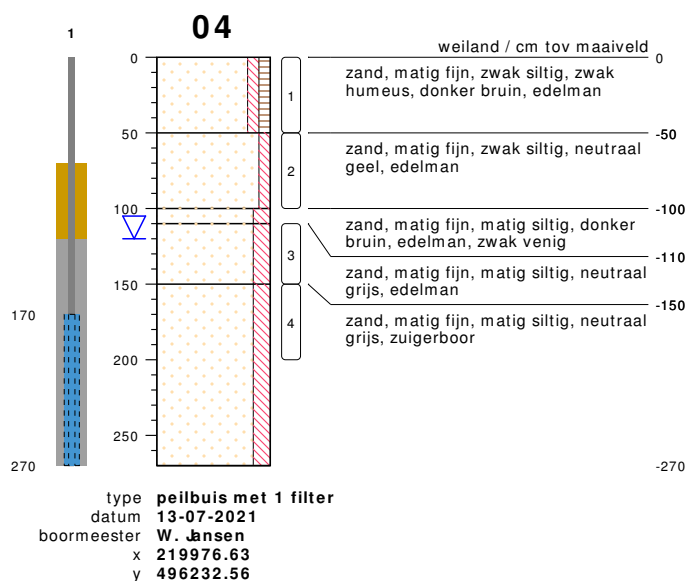 1
04
weiland / cm tov maaiveld
0
0
zand, matig fijn, zwak siltig, zwak
humeus, donker bruin, edelman
1
50
-50
zand, matig fijn, zwak siltig, neutraal
geel, edelman
2
100
-100
zand, matig fijn, matig siltig, donker
bruin, edelman, zwak venig
3
-110
zand, matig fijn, matig siltig, neutraal
grijs, edelman
150
-150
170
zand, matig fijn, matig siltig, neutraal
grijs, zuigerboor
4
200
250
270
-270
type peilbuis met 1 filter
datum 13-07-2021
boormeester W. Jansen
x 219976.63
y 496232.56